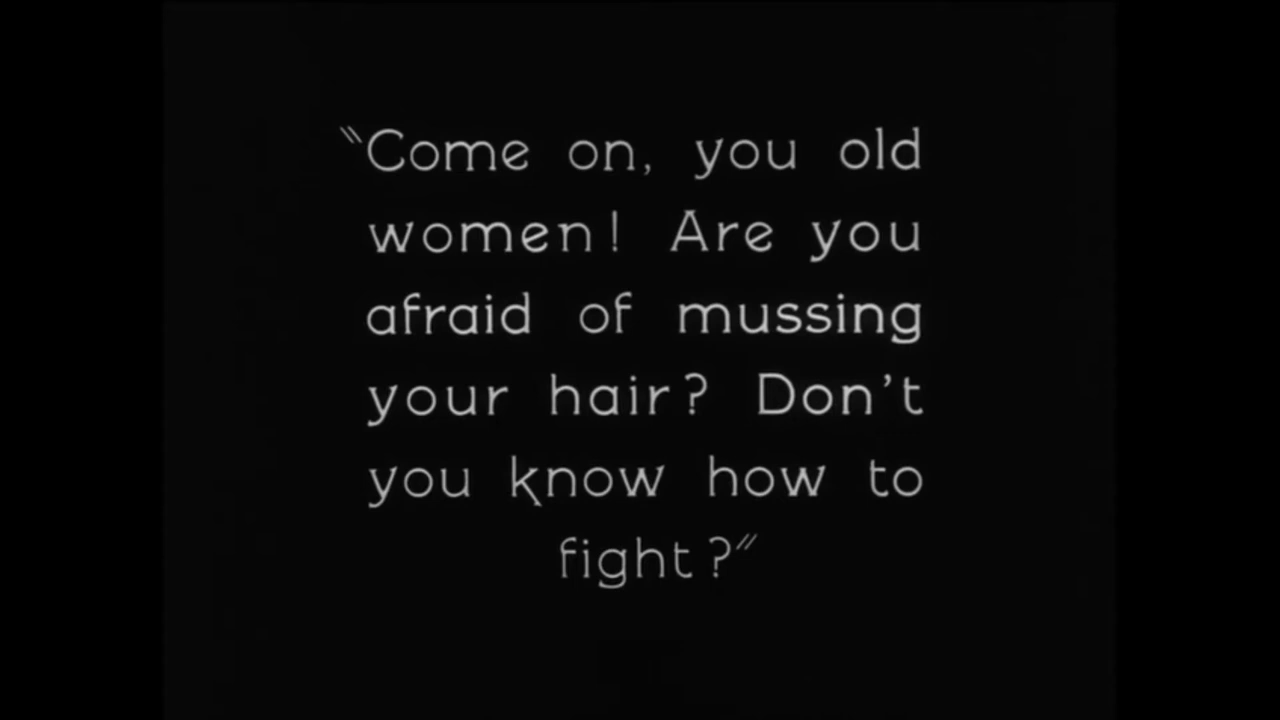 "Come on, you old
women! Are you
afraid of mussing
your hair? Don't
you know how to
fight?"